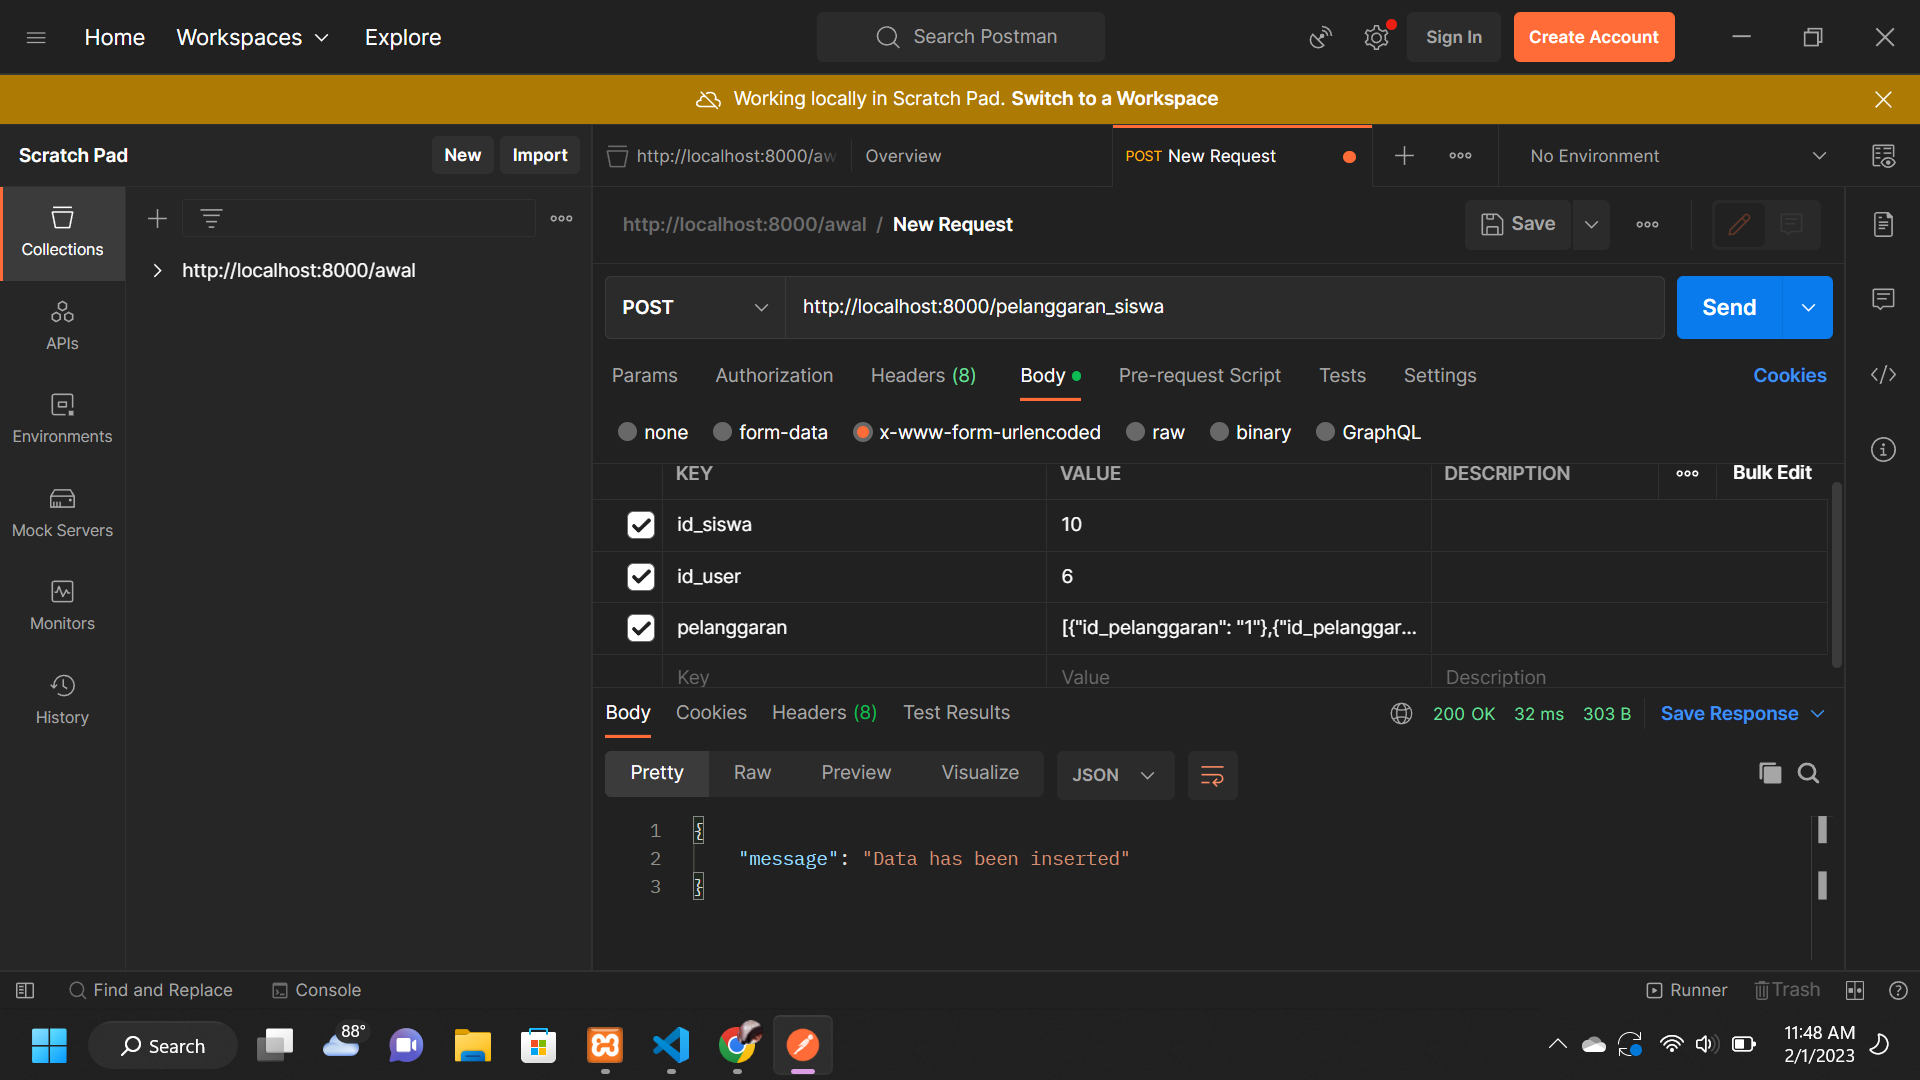 Home Workspaces Explore Search Postman Sign In Create Account
Working locally in Scratch Pad. Switch to a Workspace
Scratch Pad New Import http://localhost:8000/aw Overview POST New Request No Environment
http://localhost:8000/awal / New Request Save
Collections
http://localhost:8000/awal
POST http://localhost:8000/pelanggaran_siswa Send
APIs
Params Authorization Headers (8) Body Pre-request Script Tests Settings Cookies
Environments
none form-data x-www-form-urlencoded raw binary GraphQL
KEY VALUE DESCRIPTION Bulk Edit
id_siswa 10
Mock Servers
id_user 6
Monitors
pelanggaran [{"id_pelanggaran": "1"},{"id_pelanggar...
Key Value Description
History
Body Cookies Headers (8) Test Results 200 OK 32 ms 303 B Save Response
Pretty Raw Preview Visualize JSON
1 {
2 "message": "Data has been inserted"
3 }
Find and Replace Console Runner Trash
88°
Search
11:48 AM
2/1/2023